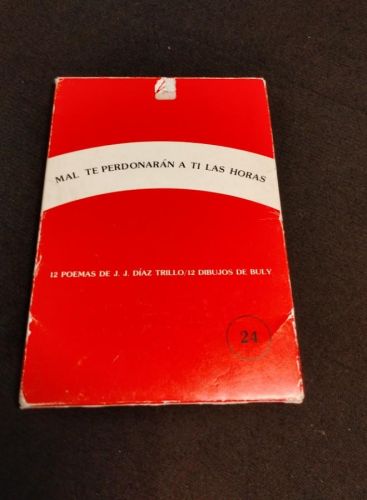 MAL TE PERDONARÁN A TI LAS HORAS
12 POEMAS DE J. J. DÍAZ TRILLO/12 DIBUJOS DE BULY
24